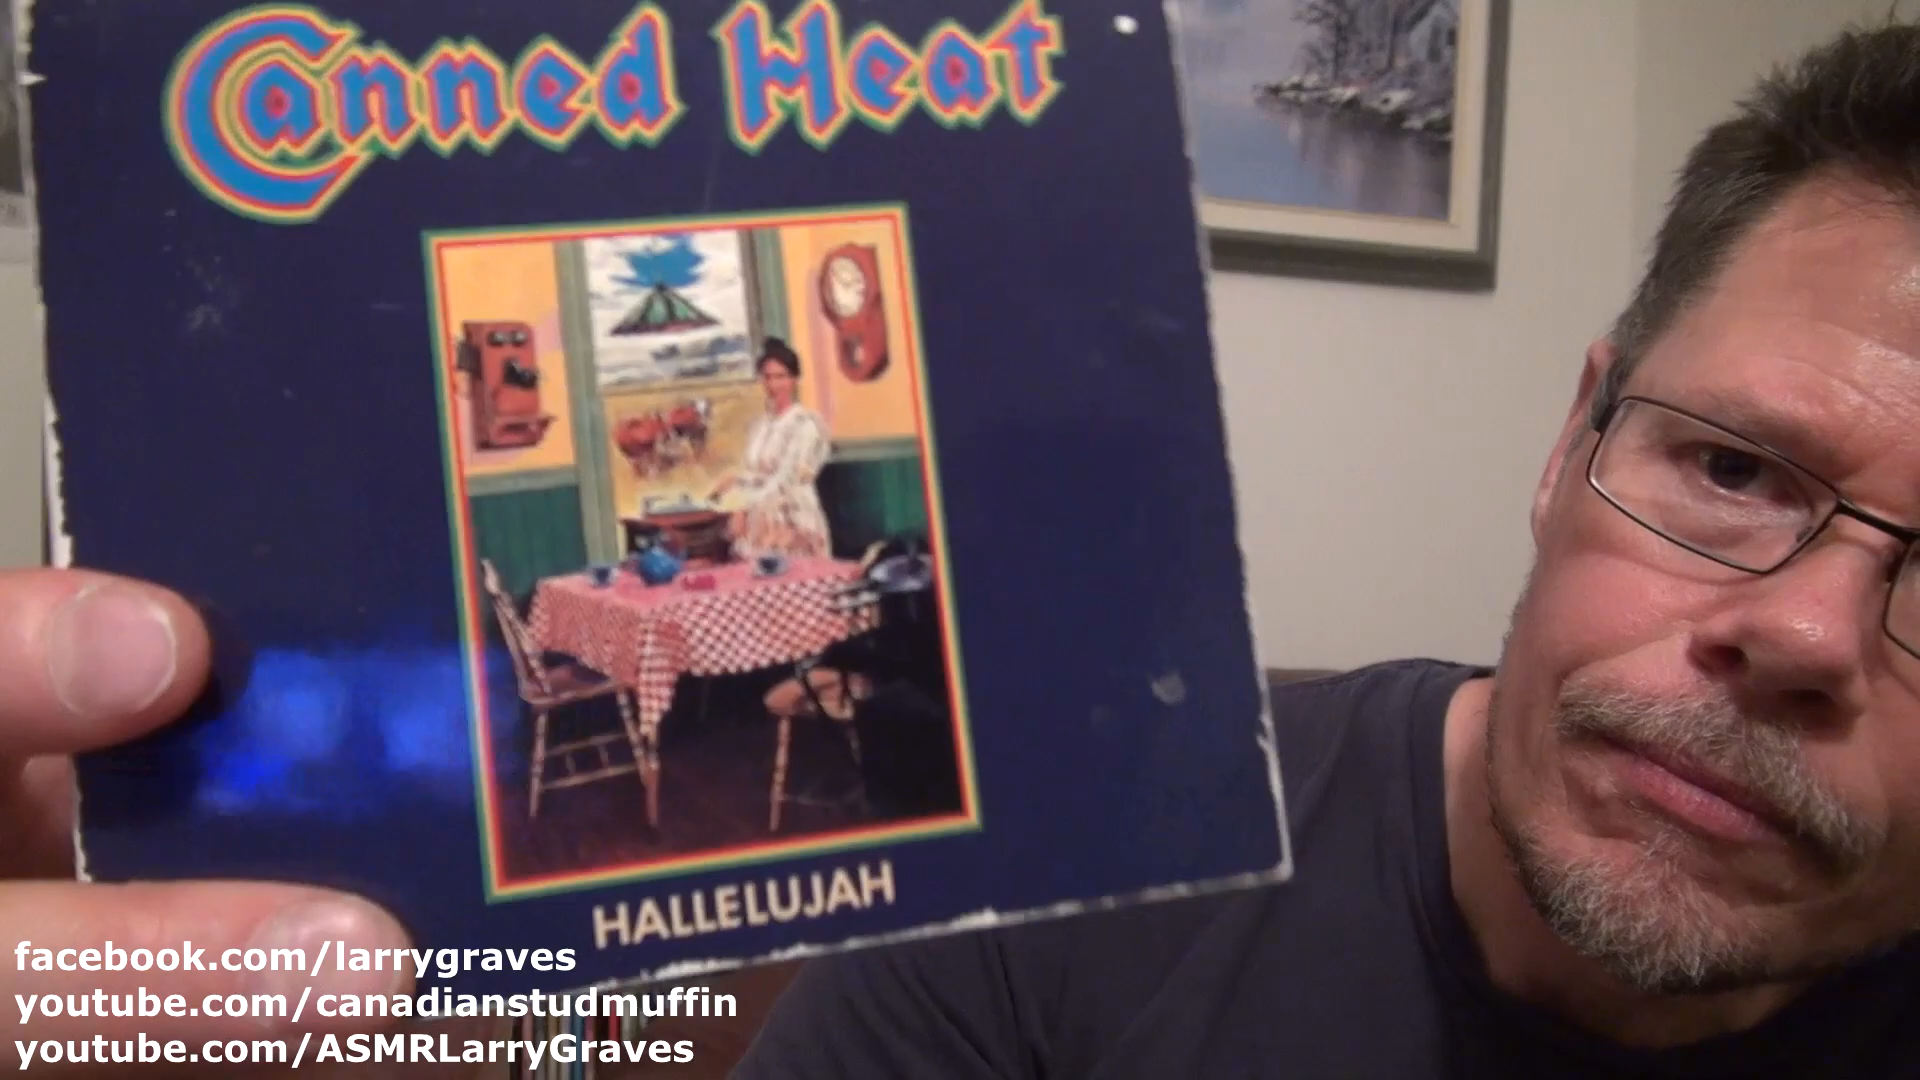 Canned Heat
HALLELUJAH
facebook.com/larrygraves
youtube.com/canadianstudmuffin
youtube.com/ASMRLarryGraves